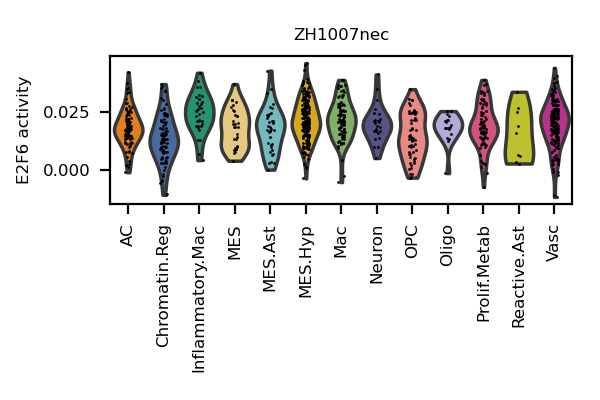 ZH1007nec
E2F6 activity
0.025
0.000
AC
Chromatin.Reg
Inflammatory.Mac
MES
MES.Ast
MES.Hyp
Mac
Neuron
OPC
Oligo
Prolif.Metab
Reactive.Ast
Vasc